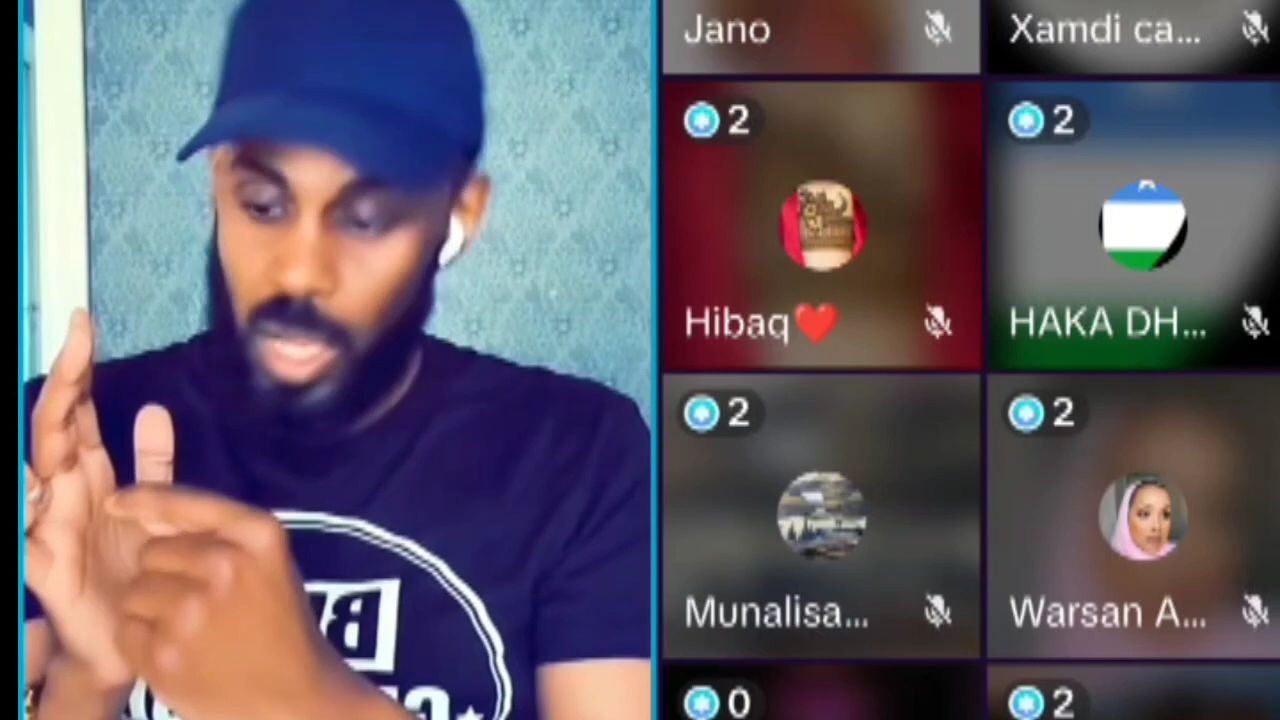 Jano
Xamdi ca...
2
2
Hibaq❤️
HAKA DH...
2
2
Munalisa...
Warsan A...
0
2